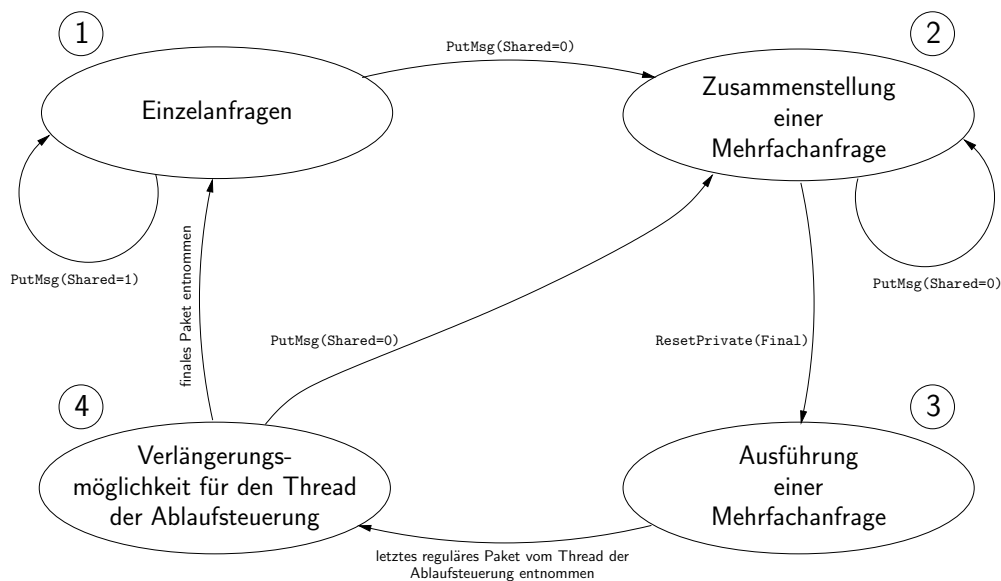 1
2
PutMsg(Shared=0)
Einzelanfragen
Zusammenstellung
einer
Mehrfachanfrage
PutMsg(Shared=1)
PutMsg(Shared=0)
finales Paket entnommen
PutMsg(Shared=0)
ResetPrivate(Final)
4
3
Verlängerungs-
möglichkeit für den Thread
der Ablaufsteuerung
Ausführung
einer
Mehrfachanfrage
letztes reguläres Paket vom Thread der
Ablaufsteuerung entnommen